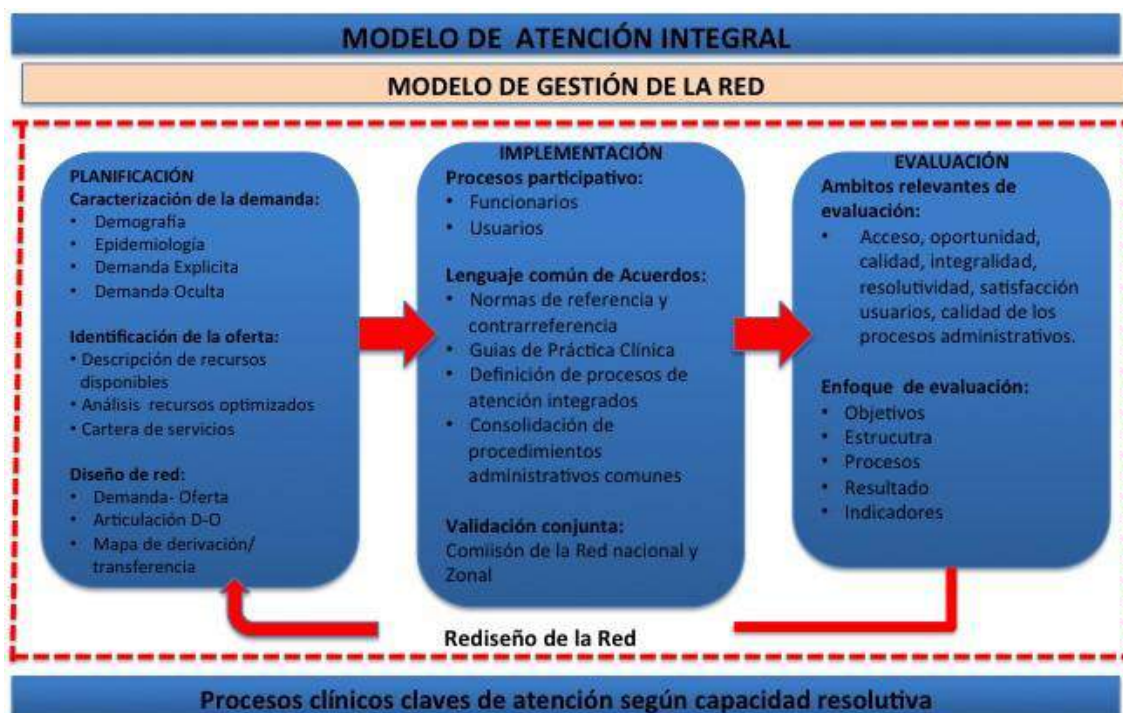 MODELO DE ATENCIÓN INTEGRAL
MODELO DE GESTIÓN DE LA RED
PLANIFICACIÓN
Caracterización de la demanda:
• Demografía
• Epidemiología
• Demanda Explicita
• Demanda Oculta
Identificación de la oferta:
• Descripción de recursos
disponibles
• Análisis recursos optimizados
• Cartera de servicios
Diseño de red:
• Demanda- Oferta
• Articulación D-O
• Mapa de derivación/
transferencia
IMPLEMENTACIÓN
Procesos participativo:
• Funcionarios
• Usuarios
Lenguaje común de Acuerdos:
• Normas de referencia y
contrarreferencia
• Guias de Práctica Clínica
• Definición de procesos de
atención integrados
• Consolidación de
procedimientos
administrativos comunes
Validación conjunta:
Comiisón de la Red nacional y
Zonal
EVALUACIÓN
Ambitos relevantes de
evaluación:
• Acceso, oportunidad,
calidad, integralidad,
resolutividad, satisfacción
usuarios, calidad de los
procesos administrativos.
Enfoque de evaluación:
• Objetivos
• Estrucutra
• Procesos
• Resultado
• Indicadores
Rediseño de la Red
Procesos clínicos claves de atención según capacidad resolutiva